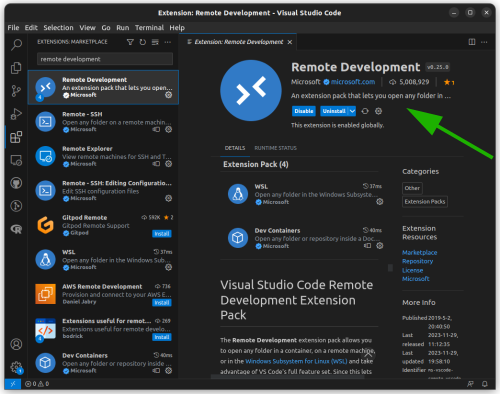 Extension: Remote Development - Visual Studio Code
File Edit Selection View Go Run Terminal Help
EXTENSIONS: MARKETPLACE
remote development
Remote Development
An extension pack that lets you open...
Microsoft
Remote - SSH
Open any folder on a remote machin...
Microsoft
Remote Explorer
View remote machines for SSH and T...
Microsoft
Remote - SSH: Editing Configuratio...
Edit SSH configuration files
Microsoft
Gitpod Remote 592K 2
Gitpod Remote Support
Gitpod Install
WSL 37ms
Open any folder in the Windows Sub...
Microsoft
AWS Remote Development 736
Provision and connect to your AWS E...
Daniel Jabry Install
Extensions useful for remot... 269
Extensions useful for remote develo...
bodrick Install
Dev Containers 40ms
Open any folder or repository inside ...
Microsoft
Extension: Remote Development
Remote Development v0.25.0
Microsoft microsoft.com 5,008,929 1
An extension pack that lets you open any folder in ...
Disable Uninstall
This extension is enabled globally.
DETAILS RUNTIME STATUS
Extension Pack (4)
WSL 37ms
Open any folder in the Windows Subsyste...
Microsoft
Dev Containers 40ms
Open any folder or repository inside a Doc...
Microsoft
Visual Studio Code Remote
Development Extension
Pack
The Remote Development extension pack allows you
to open any folder in a container, on a remote machine,
or in the Windows Subsystem for Linux (WSL) and take
advantage of VS Code's full feature set. Since this lets
Categories
Other
Extension Packs
Extension
Resources
Marketplace
Repository
License
Microsoft
More Info
Published 2019-5-2,
20:40:50
Last 2023-11-29,
released 11:12:35
Last 2023-11-29,
updated 19:58:10
Identifier ms-vscode-
0 0